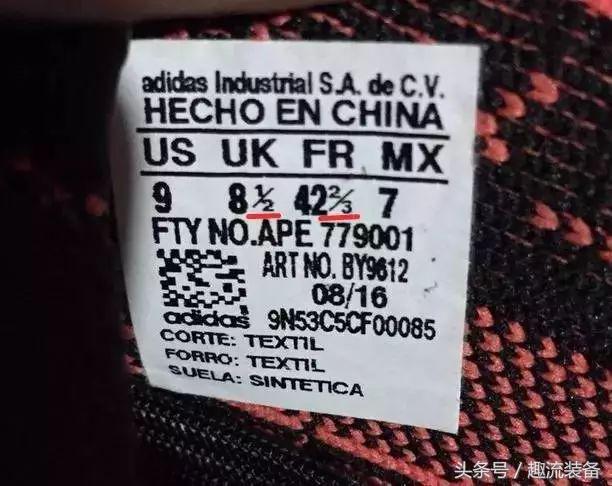 adidas Industrial S.A. de C.V.
HECHO EN CHINA
US UK FR MX
9 8½ 42⅔ 7
FTY NO.APE 779001
ART NO. BY9612
08/16
adidas 9N53C5CF00085
CORTE: TEXTIL
FORRO: TEXTIL
SUELA: SINTETICA
头条号 / 趣流装备